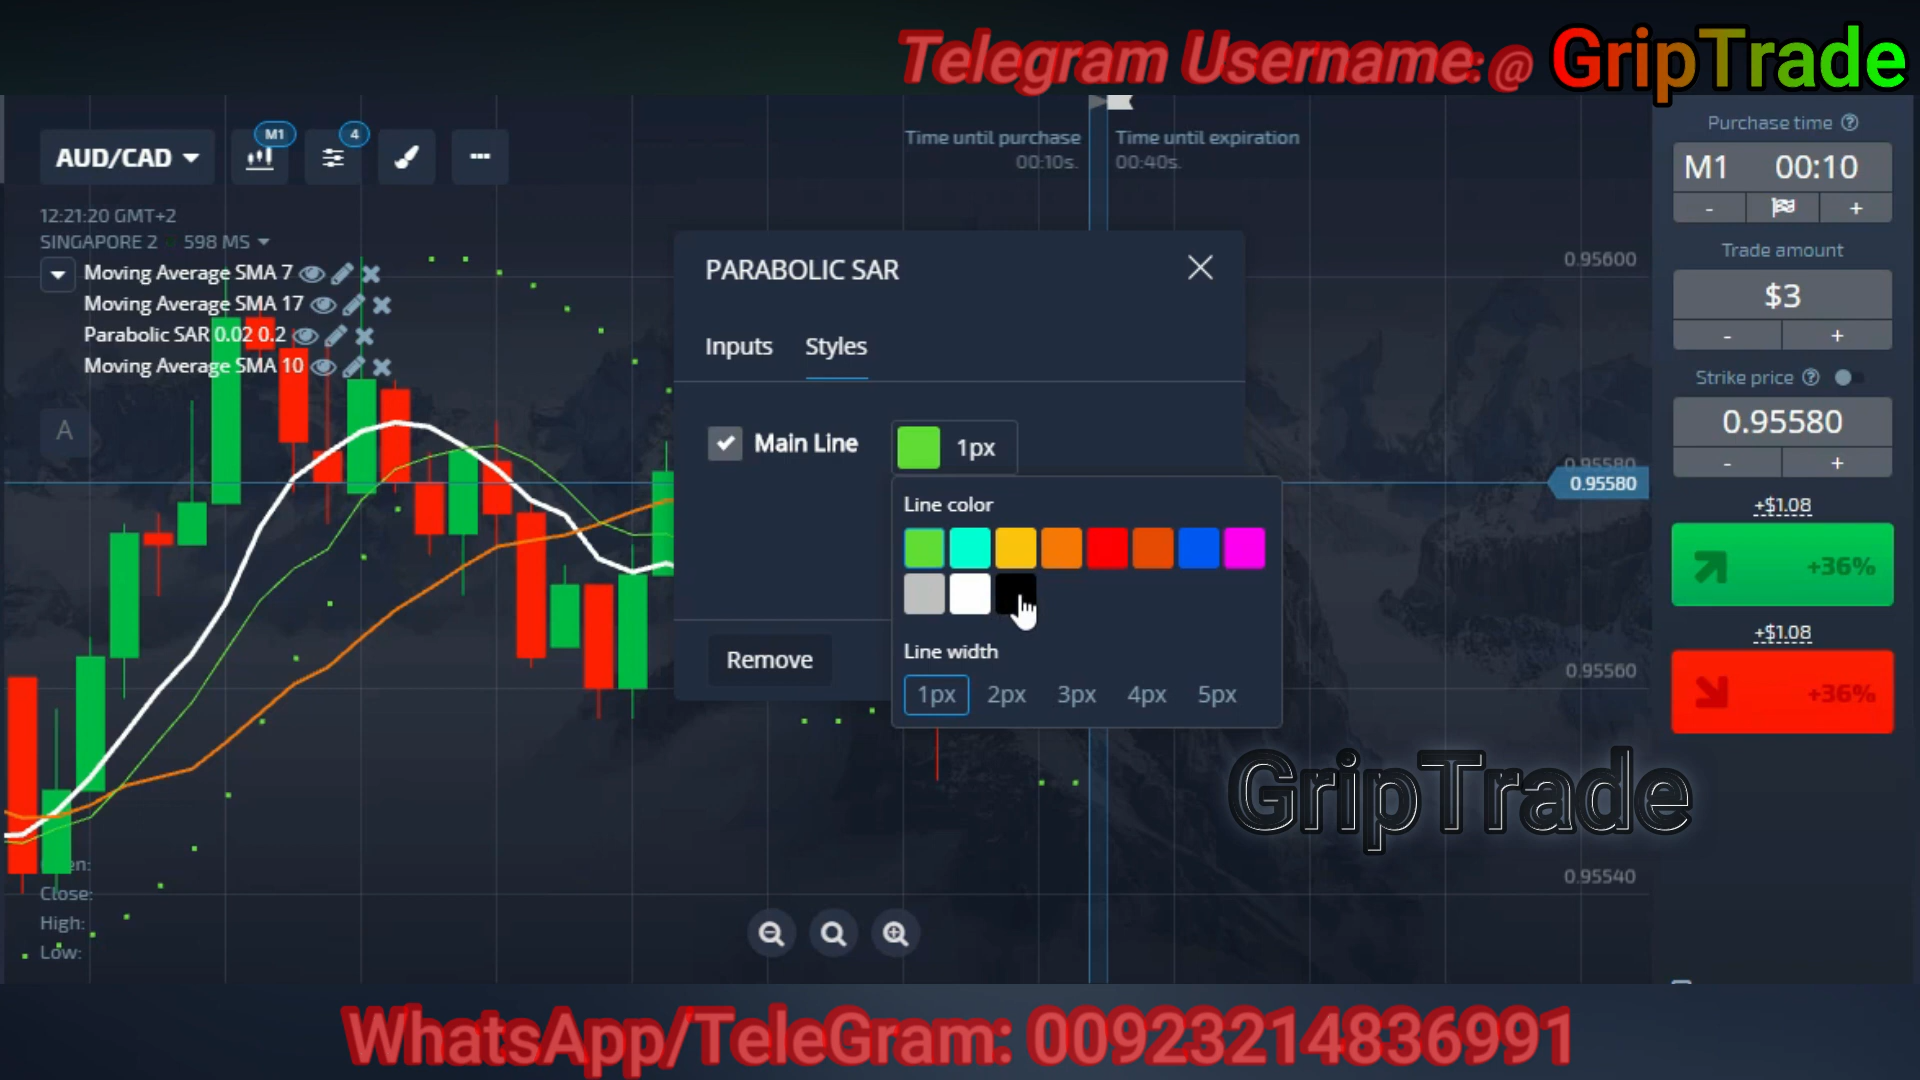 Telegram Username:@ GripTrade
AUD/CAD
M1
4
Time until purchase
00:10s.
Time until expiration
00:40s.
Purchase time
M1 00:10
- +
Trade amount
$3
- +
Strike price
0.95580
- +
+$1.08
+36%
+$1.08
+36%
12:21:20 GMT+2
SINGAPORE 2 598 MS
Moving Average SMA 7
Moving Average SMA 17
Parabolic SAR 0.02 0.2
Moving Average SMA 10
A
PARABOLIC SAR
Inputs Styles
Main Line 1px
Line color
Line width
1px 2px 3px 4px 5px
Remove
0.95600
0.95580
0.95580
0.95560
0.95540
GripTrade
Close:
High:
Low:
WhatsApp/TeleGram: 00923214836991